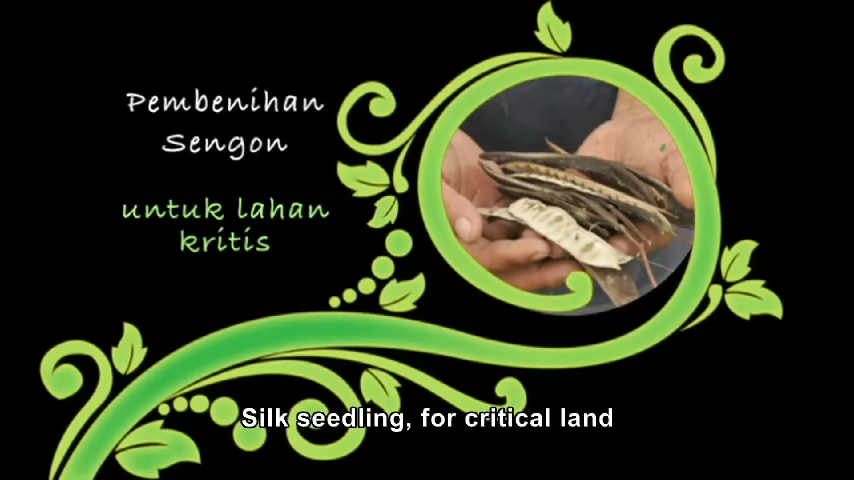 Pembenihan
Sengon
untuk lahan
kritis
Silk seedling, for critical land